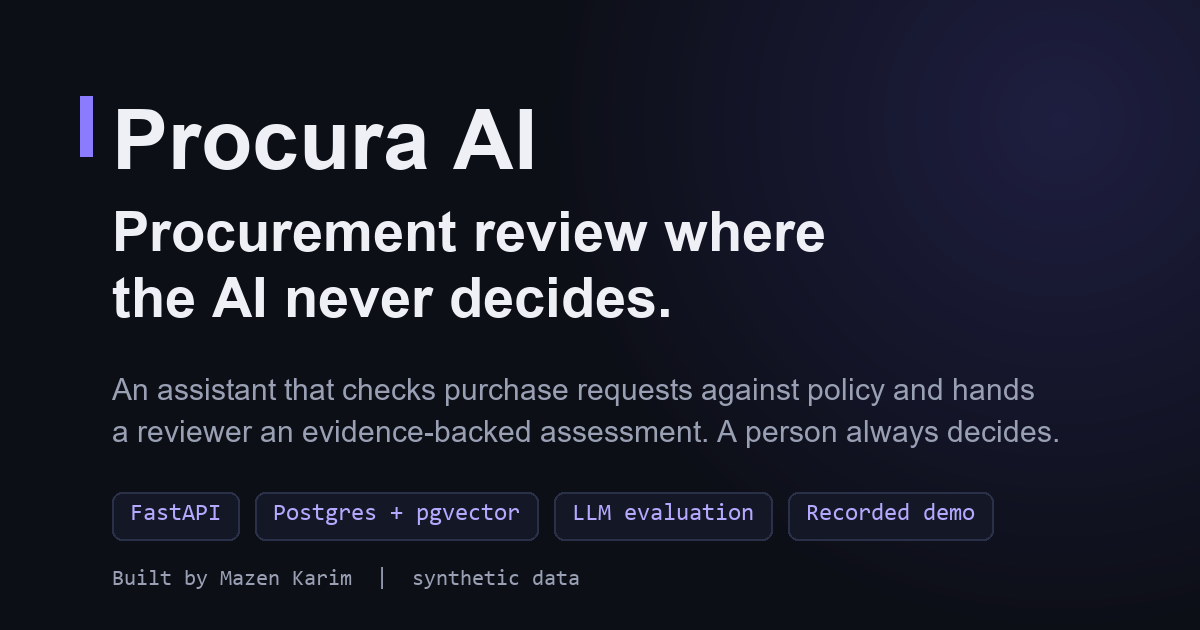 Procura AI
Procurement review where
the AI never decides.
An assistant that checks purchase requests against policy and hands
a reviewer an evidence-backed assessment. A person always decides.
FastAPI
Postgres + pgvector
LLM evaluation
Recorded demo
Built by Mazen Karim | synthetic data